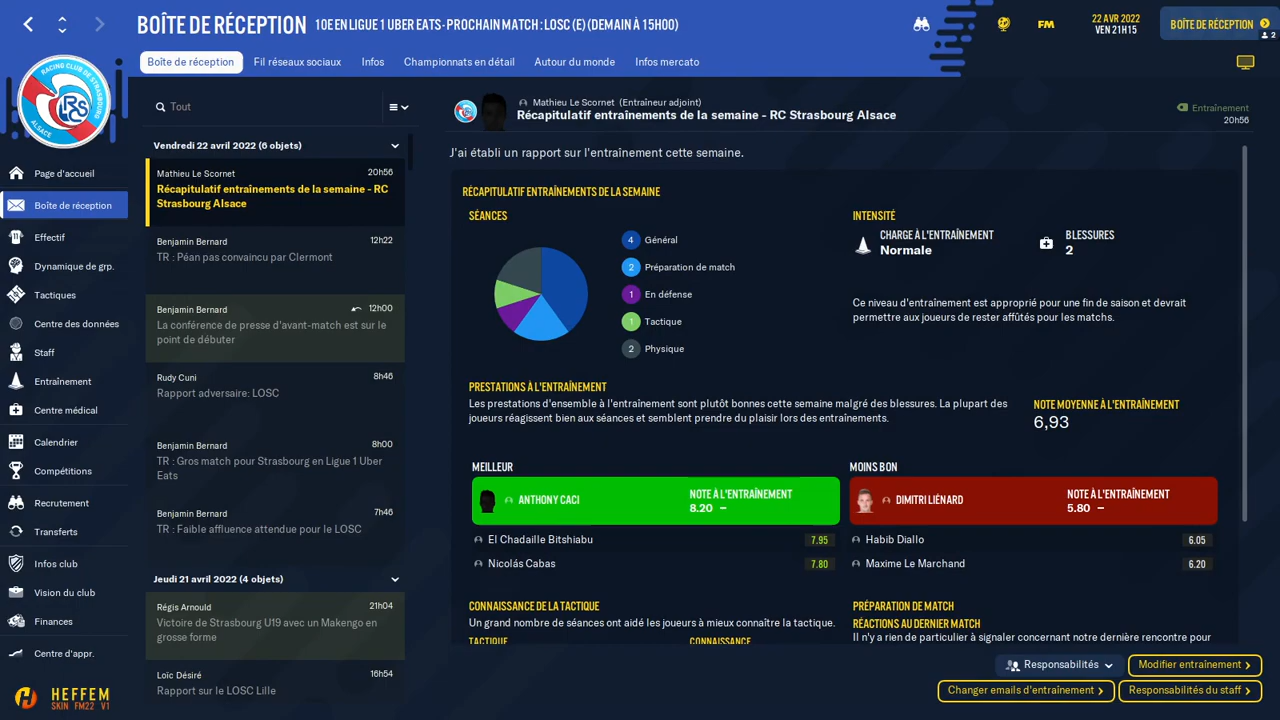 BOÎTE DE RÉCEPTION
10E EN LIGUE 1 UBER EATS - PROCHAIN MATCH : LOSC (E) (DEMAIN À 15H00)
FM
22 AVR 2022
VEN 21H15
BOÎTE DE RÉCEPTION
2
Boîte de réception
Fil réseaux sociaux
Infos
Championnats en détail
Autour du monde
Infos mercato
RACING CLUB DE STRASBOURG
RCS
ALSACE
Page d'accueil
Boîte de réception
Effectif
Dynamique de grp.
Tactiques
Centre des données
Staff
Entraînement
Centre médical
Calendrier
Compétitions
Recrutement
Transferts
Infos club
Vision du club
Finances
Centre d'appr.
HEFFEM
SKIN FM22 V1
Tout
Vendredi 22 avril 2022 (6 objets)
Mathieu Le Scornet
20h56
Récapitulatif entraînements de la semaine - RC
Strasbourg Alsace
Benjamin Bernard
12h22
TR : Péan pas convaincu par Clermont
Benjamin Bernard
12h00
La conférence de presse d'avant-match est sur le
point de débuter
Rudy Cuni
8h46
Rapport adversaire: LOSC
Benjamin Bernard
8h00
TR : Gros match pour Strasbourg en Ligue 1 Uber
Eats
Benjamin Bernard
7h46
TR : Faible affluence attendue pour le LOSC
Jeudi 21 avril 2022 (4 objets)
Régis Arnould
21h04
Victoire de Strasbourg U19 avec un Makengo en
grosse forme
Loïc Désiré
16h54
Rapport sur le LOSC Lille
Mathieu Le Scornet (Entraîneur adjoint)
Récapitulatif entraînements de la semaine - RC Strasbourg Alsace
Entraînement
20h56
J'ai établi un rapport sur l'entraînement cette semaine.
RÉCAPITULATIF ENTRAÎNEMENTS DE LA SEMAINE
SÉANCES
4 Général
2 Préparation de match
1 En défense
1 Tactique
2 Physique
INTENSITÉ
CHARGE À L'ENTRAÎNEMENT
Normale
BLESSURES
2
Ce niveau d'entraînement est approprié pour une fin de saison et devrait
permettre aux joueurs de rester affûtés pour les matchs.
PRESTATIONS À L'ENTRAÎNEMENT
Les prestations d'ensemble à l'entraînement sont plutôt bonnes cette semaine malgré des blessures. La plupart des
joueurs réagissent bien aux séances et semblent prendre du plaisir lors des entraînements.
NOTE MOYENNE À L'ENTRAÎNEMENT
6,93
MEILLEUR
ANTHONY CACI
NOTE À L'ENTRAÎNEMENT
8.20 –
El Chadaille Bitshiabu
7.95
Nicolás Cabas
7.80
MOINS BON
DIMITRI LIÉNARD
NOTE À L'ENTRAÎNEMENT
5.80 –
Habib Diallo
6.05
Maxime Le Marchand
6.20
CONNAISSANCE DE LA TACTIQUE
Un grand nombre de séances ont aidé les joueurs à mieux connaître la tactique.
TACTIQUE
CONNAISSANCE
PRÉPARATION DE MATCH
RÉACTIONS AU DERNIER MATCH
Il n'y a rien de particulier à signaler concernant notre dernière rencontre pour
Responsabilités
Modifier entraînement
Changer emails d'entraînement
Responsabilités du staff